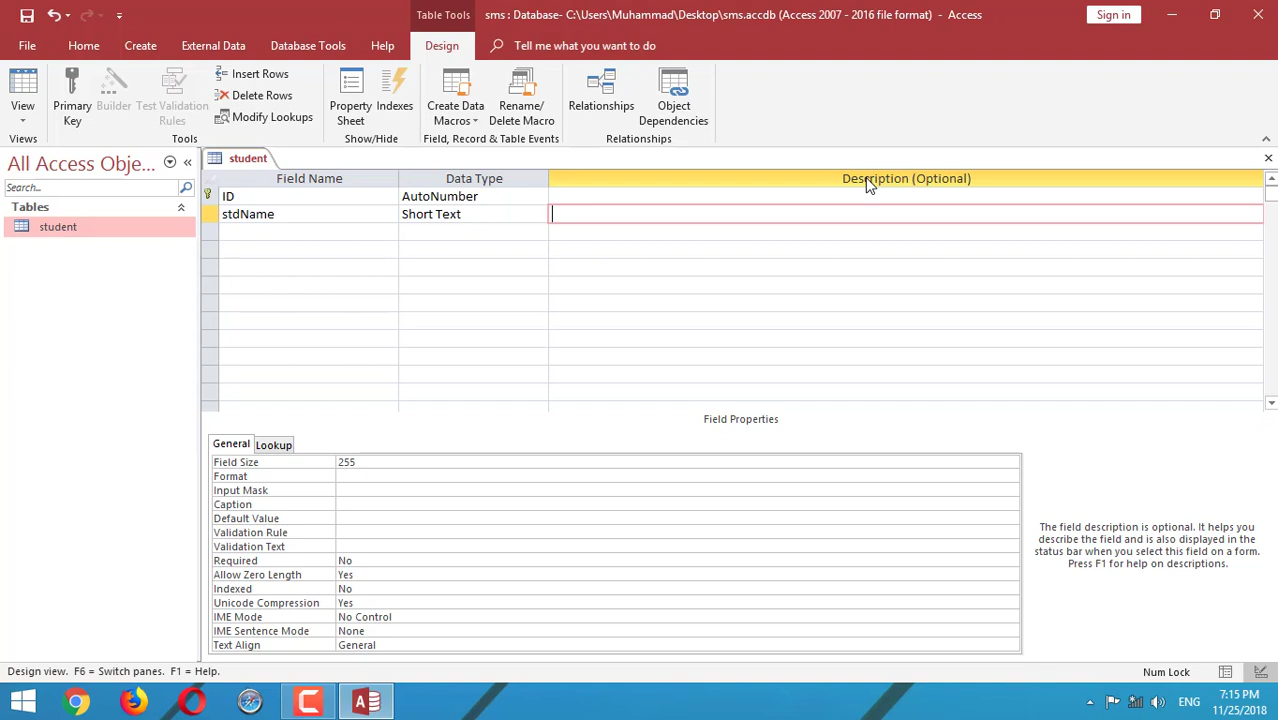 Table Tools
sms : Database- C:\Users\Muhammad\Desktop\sms.accdb (Access 2007 - 2016 file format) - Access
Sign in
File Home Create External Data Database Tools Help Design Tell me what you want to do
View
Primary Key
Builder
Test Validation Rules
Insert Rows
Delete Rows
Modify Lookups
Property Sheet
Indexes
Create Data Macros
Rename/ Delete Macro
Relationships
Object Dependencies
Views
Tools
Show/Hide
Field, Record & Table Events
Relationships
All Access Obje...
Search...
Tables
student
student
Field Name Data Type Description (Optional)
ID AutoNumber
stdName Short Text
Field Properties
General Lookup
Field Size 255
Format
Input Mask
Caption
Default Value
Validation Rule
Validation Text
Required No
Allow Zero Length Yes
Indexed No
Unicode Compression Yes
IME Mode No Control
IME Sentence Mode None
Text Align General
The field description is optional. It helps you
describe the field and is also displayed in the
status bar when you select this field on a form.
Press F1 for help on descriptions.
Design view. F6 = Switch panes. F1 = Help.
Num Lock
ENG
7:15 PM
11/25/2018